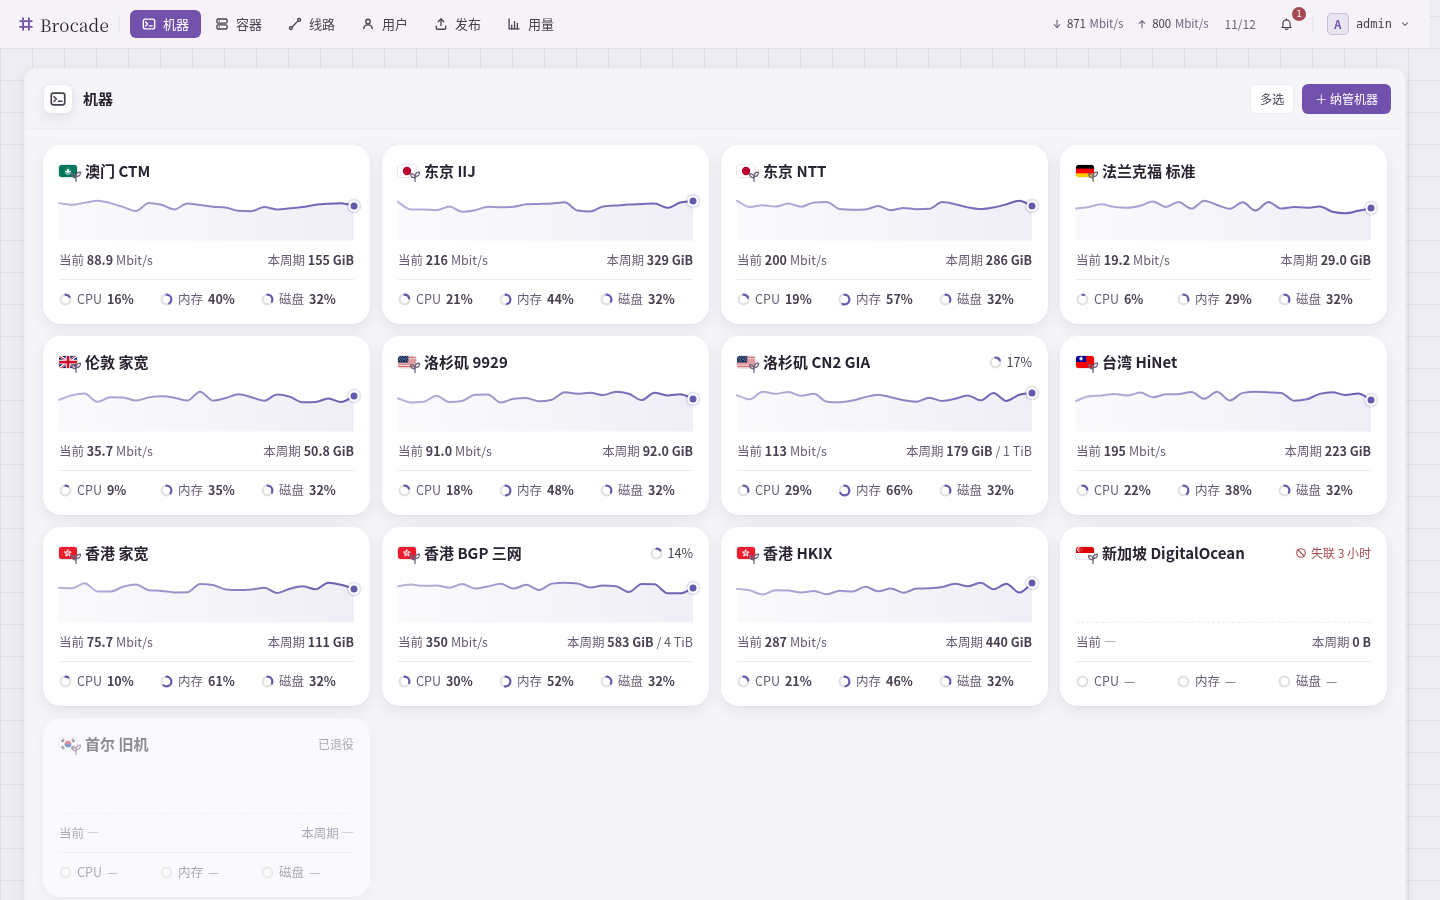 Brocade 机器 容器 线路 用户 发布 用量 ↓ 871 Mbit/s ↑ 800 Mbit/s 11/12 1 A admin
机器 多选 + 纳管机器
澳门 CTM
当前 88.9 Mbit/s 本周期 155 GiB
CPU 16% 内存 40% 磁盘 32%
东京 IIJ
当前 216 Mbit/s 本周期 329 GiB
CPU 21% 内存 44% 磁盘 32%
东京 NTT
当前 200 Mbit/s 本周期 286 GiB
CPU 19% 内存 57% 磁盘 32%
法兰克福 标准
当前 19.2 Mbit/s 本周期 29.0 GiB
CPU 6% 内存 29% 磁盘 32%
伦敦 家宽
当前 35.7 Mbit/s 本周期 50.8 GiB
CPU 9% 内存 35% 磁盘 32%
洛杉矶 9929
当前 91.0 Mbit/s 本周期 92.0 GiB
CPU 18% 内存 48% 磁盘 32%
洛杉矶 CN2 GIA 17%
当前 113 Mbit/s 本周期 179 GiB / 1 TiB
CPU 29% 内存 66% 磁盘 32%
台湾 HiNet
当前 195 Mbit/s 本周期 223 GiB
CPU 22% 内存 38% 磁盘 32%
香港 家宽
当前 75.7 Mbit/s 本周期 111 GiB
CPU 10% 内存 61% 磁盘 32%
香港 BGP 三网 14%
当前 350 Mbit/s 本周期 583 GiB / 4 TiB
CPU 30% 内存 52% 磁盘 32%
香港 HKIX
当前 287 Mbit/s 本周期 440 GiB
CPU 21% 内存 46% 磁盘 32%
新加坡 DigitalOcean 失联 3 小时
当前 — 本周期 0 B
CPU — 内存 — 磁盘 —
首尔 旧机 已退役
当前 — 本周期 —
CPU — 内存 — 磁盘 —